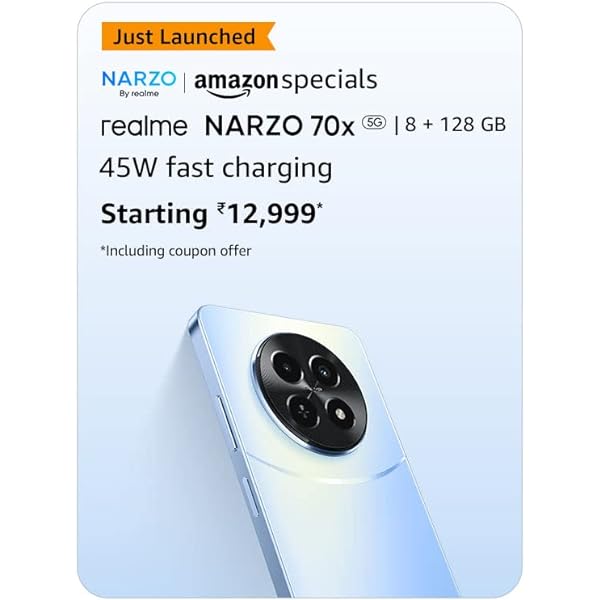 Just Launched
NARZO | amazonspecials
By realme
realme NARZO 70x 5G | 8 + 128 GB
45W fast charging
Starting ₹12,999*
*Including coupon offer